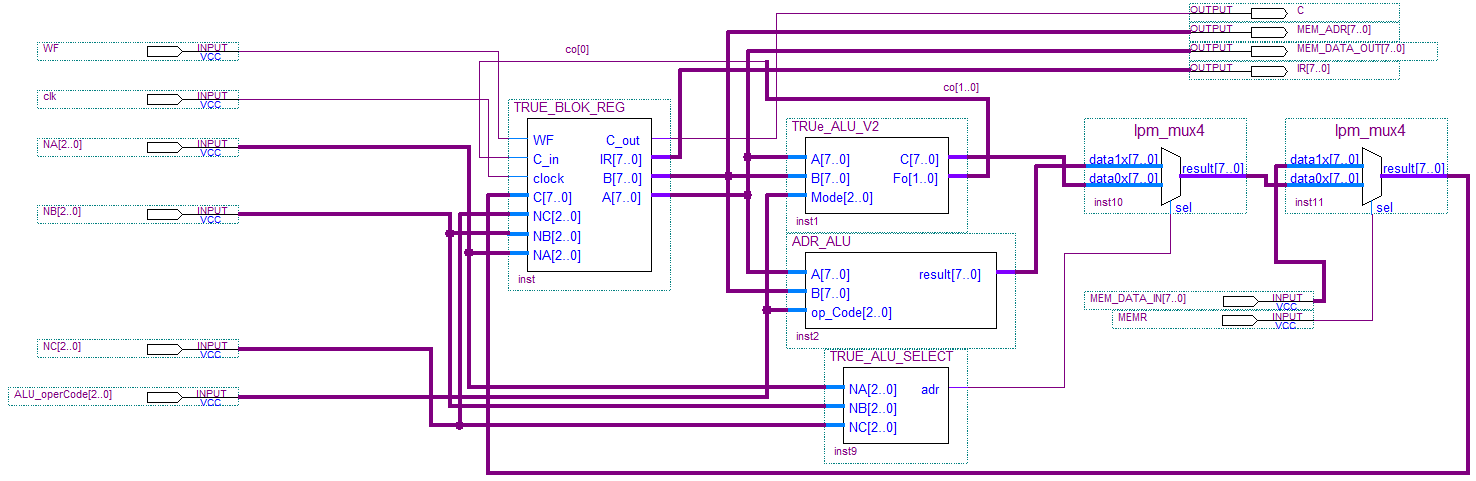 OUTPUT C
OUTPUT MEM_ADR[7..0]
OUTPUT MEM_DATA_OUT[7..0]
OUTPUT IR[7..0]
WF INPUT
VCC
co[0]
clk INPUT
VCC
co[1..0]
NA[2..0] INPUT
VCC
NB[2..0] INPUT
VCC
NC[2..0] INPUT
VCC
ALU_operCode[2..0] INPUT
VCC
TRUE_BLOK_REG
WF C_out
C_in IR[7..0]
clock B[7..0]
C[7..0] A[7..0]
NC[2..0]
NB[2..0]
NA[2..0]
inst
TRUe_ALU_V2
A[7..0] C[7..0]
B[7..0] Fo[1..0]
Mode[2..0]
inst1
ADR_ALU
A[7..0] result[7..0]
B[7..0]
op_Code[2..0]
inst2
TRUE_ALU_SELECT
NA[2..0] adr
NB[2..0]
NC[2..0]
inst9
lpm_mux4
data1x[7..0]
result[7..0]
data0x[7..0]
inst10 sel
lpm_mux4
data1x[7..0]
result[7..0]
data0x[7..0]
inst11 sel
MEM_DATA_IN[7..0] INPUT
VCC
MEMR INPUT
VCC